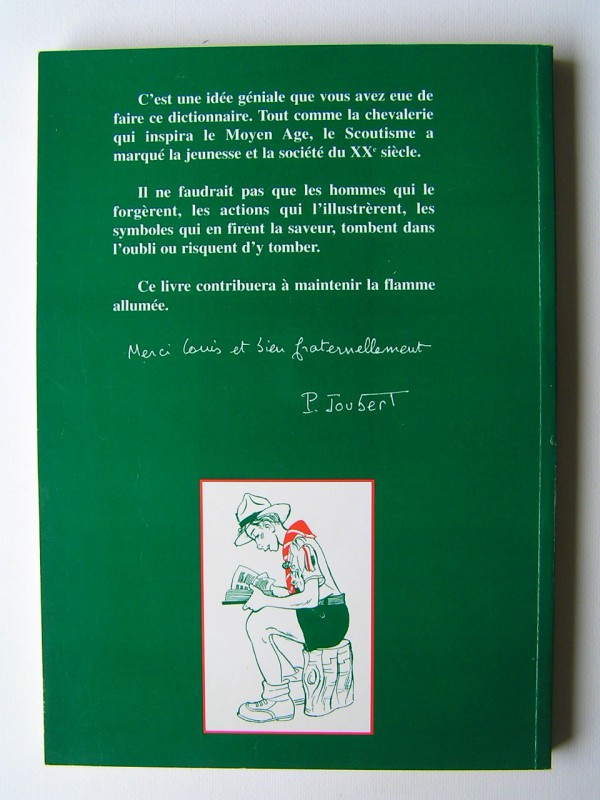 C'est une idée géniale que vous avez eue de
faire ce dictionnaire. Tout comme la chevalerie
qui inspira le Moyen Age, le Scoutisme a
marqué la jeunesse et la société du XXe siècle.
Il ne faudrait pas que les hommes qui le
forgèrent, les actions qui l'illustrèrent, les
symboles qui en firent la saveur, tombent dans
l'oubli ou risquent d'y tomber.
Ce livre contribuera à maintenir la flamme
allumée.
Merci Louis et bien fraternellement
P. Joubert